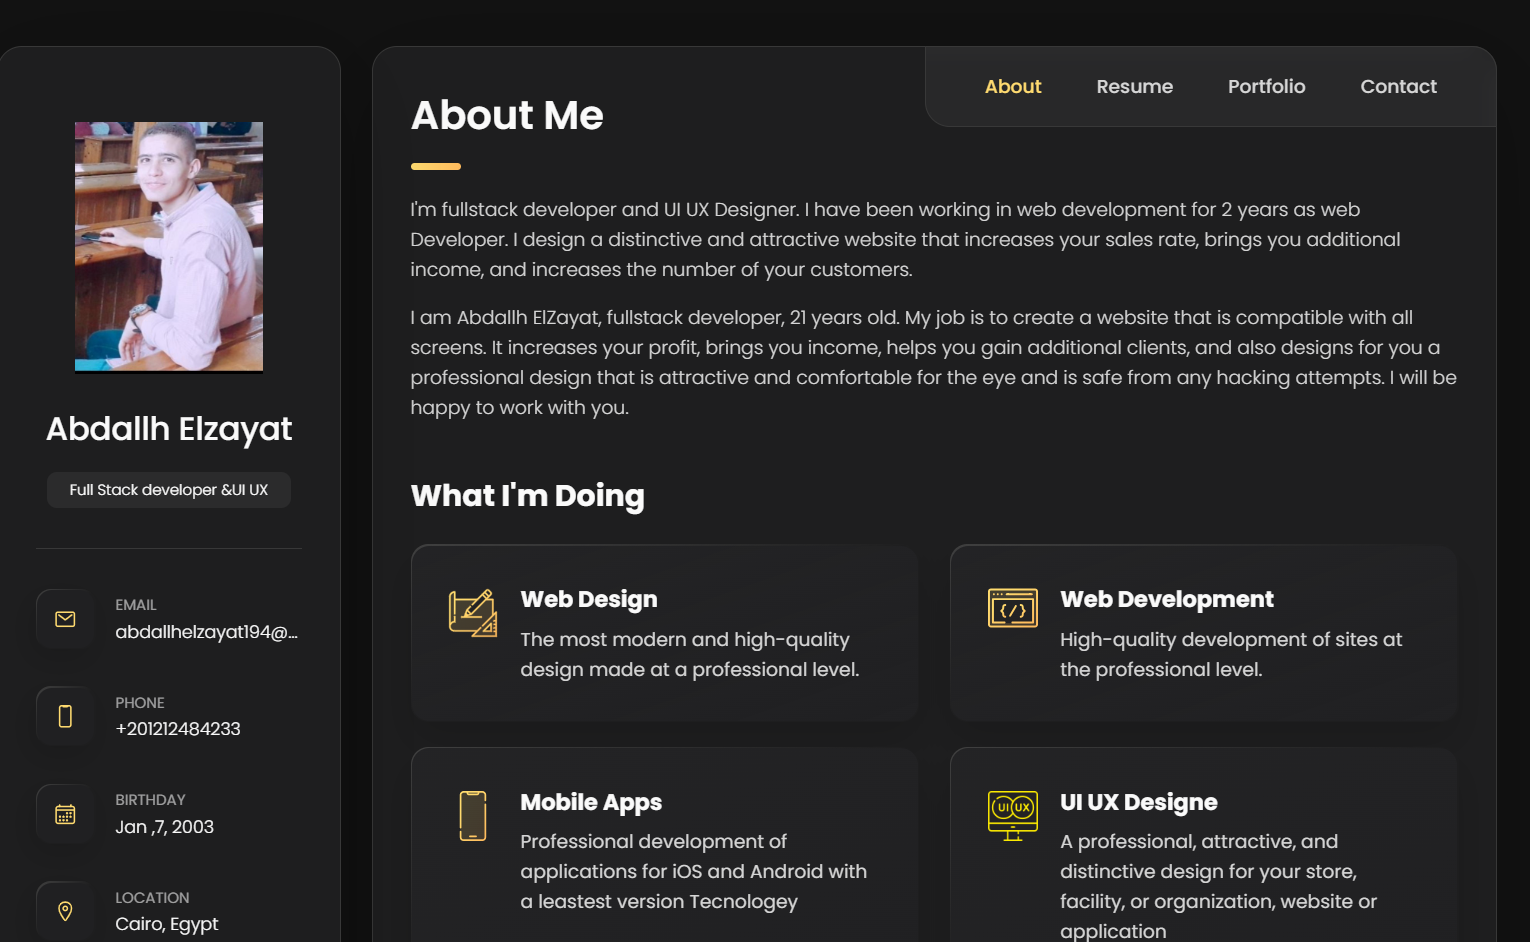 About
Resume
Portfolio
Contact
Abdallh Elzayat
Full Stack developer &UI UX
EMAIL
abdallhelzayat194@...
PHONE
+201212484233
BIRTHDAY
Jan ,7, 2003
LOCATION
Cairo, Egypt
About Me
I'm fullstack developer and UI UX Designer. I have been working in web development for 2 years as web
Developer. I design a distinctive and attractive website that increases your sales rate, brings you additional
income, and increases the number of your customers.
I am Abdallh ElZayat, fullstack developer, 21 years old. My job is to create a website that is compatible with all
screens. It increases your profit, brings you income, helps you gain additional clients, and also designs for you a
professional design that is attractive and comfortable for the eye and is safe from any hacking attempts. I will be
happy to work with you.
What I'm Doing
Web Design
The most modern and high-quality
design made at a professional level.
</>
Web Development
High-quality development of sites at
the professional level.
Mobile Apps
Professional development of
applications for iOS and Android with
a leastest version Tecnologey
UI UX
UI UX Designe
A professional, attractive, and
distinctive design for your store,
facility, or organization, website or
application